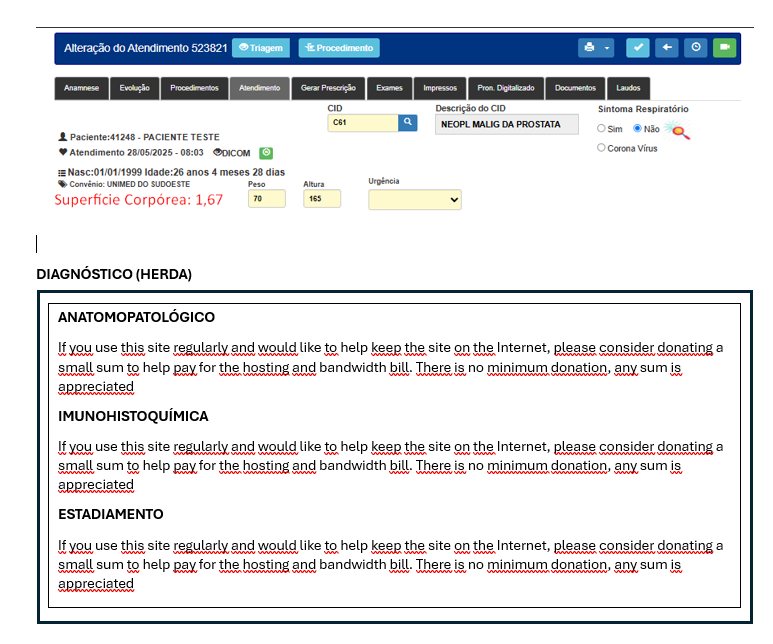 Alteração do Atendimento 523821 Triagem Procedimento
Anamnese Evolução Procedimentos Atendimento Gerar Prescrição Exames Impressos Pron. Digitalizado Documentos Laudos
CID Descrição do CID Sintoma Respiratório
C61 NEOPL MALIG DA PROSTATA Sim Não
Paciente:41248 - PACIENTE TESTE
Corona Vírus
Atendimento 28/05/2025 - 08:03 DICOM
Nasc:01/01/1999 Idade:26 anos 4 meses 28 dias
Convênio: UNIMED DO SUDOESTE Peso Altura Urgência
Superfície Corpórea: 1,67 70 165
DIAGNÓSTICO (HERDA)
ANATOMOPATOLÓGICO
If you use this site regularly and would like to help keep the site on the Internet, please consider donating a
small sum to help pay for the hosting and bandwidth bill. There is no minimum donation, any sum is
appreciated
IMUNOHISTOQUÍMICA
If you use this site regularly and would like to help keep the site on the Internet, please consider donating a
small sum to help pay for the hosting and bandwidth bill. There is no minimum donation, any sum is
appreciated
ESTADIAMENTO
If you use this site regularly and would like to help keep the site on the Internet, please consider donating a
small sum to help pay for the hosting and bandwidth bill. There is no minimum donation, any sum is
appreciated